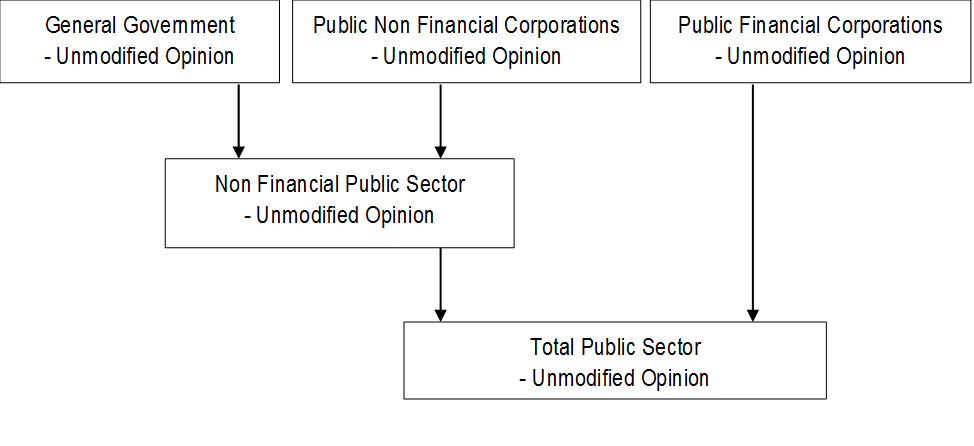 General Government
- Unmodified Opinion
Public Non Financial Corporations
- Unmodified Opinion
Public Financial Corporations
- Unmodified Opinion
Non Financial Public Sector
- Unmodified Opinion
Total Public Sector
- Unmodified Opinion